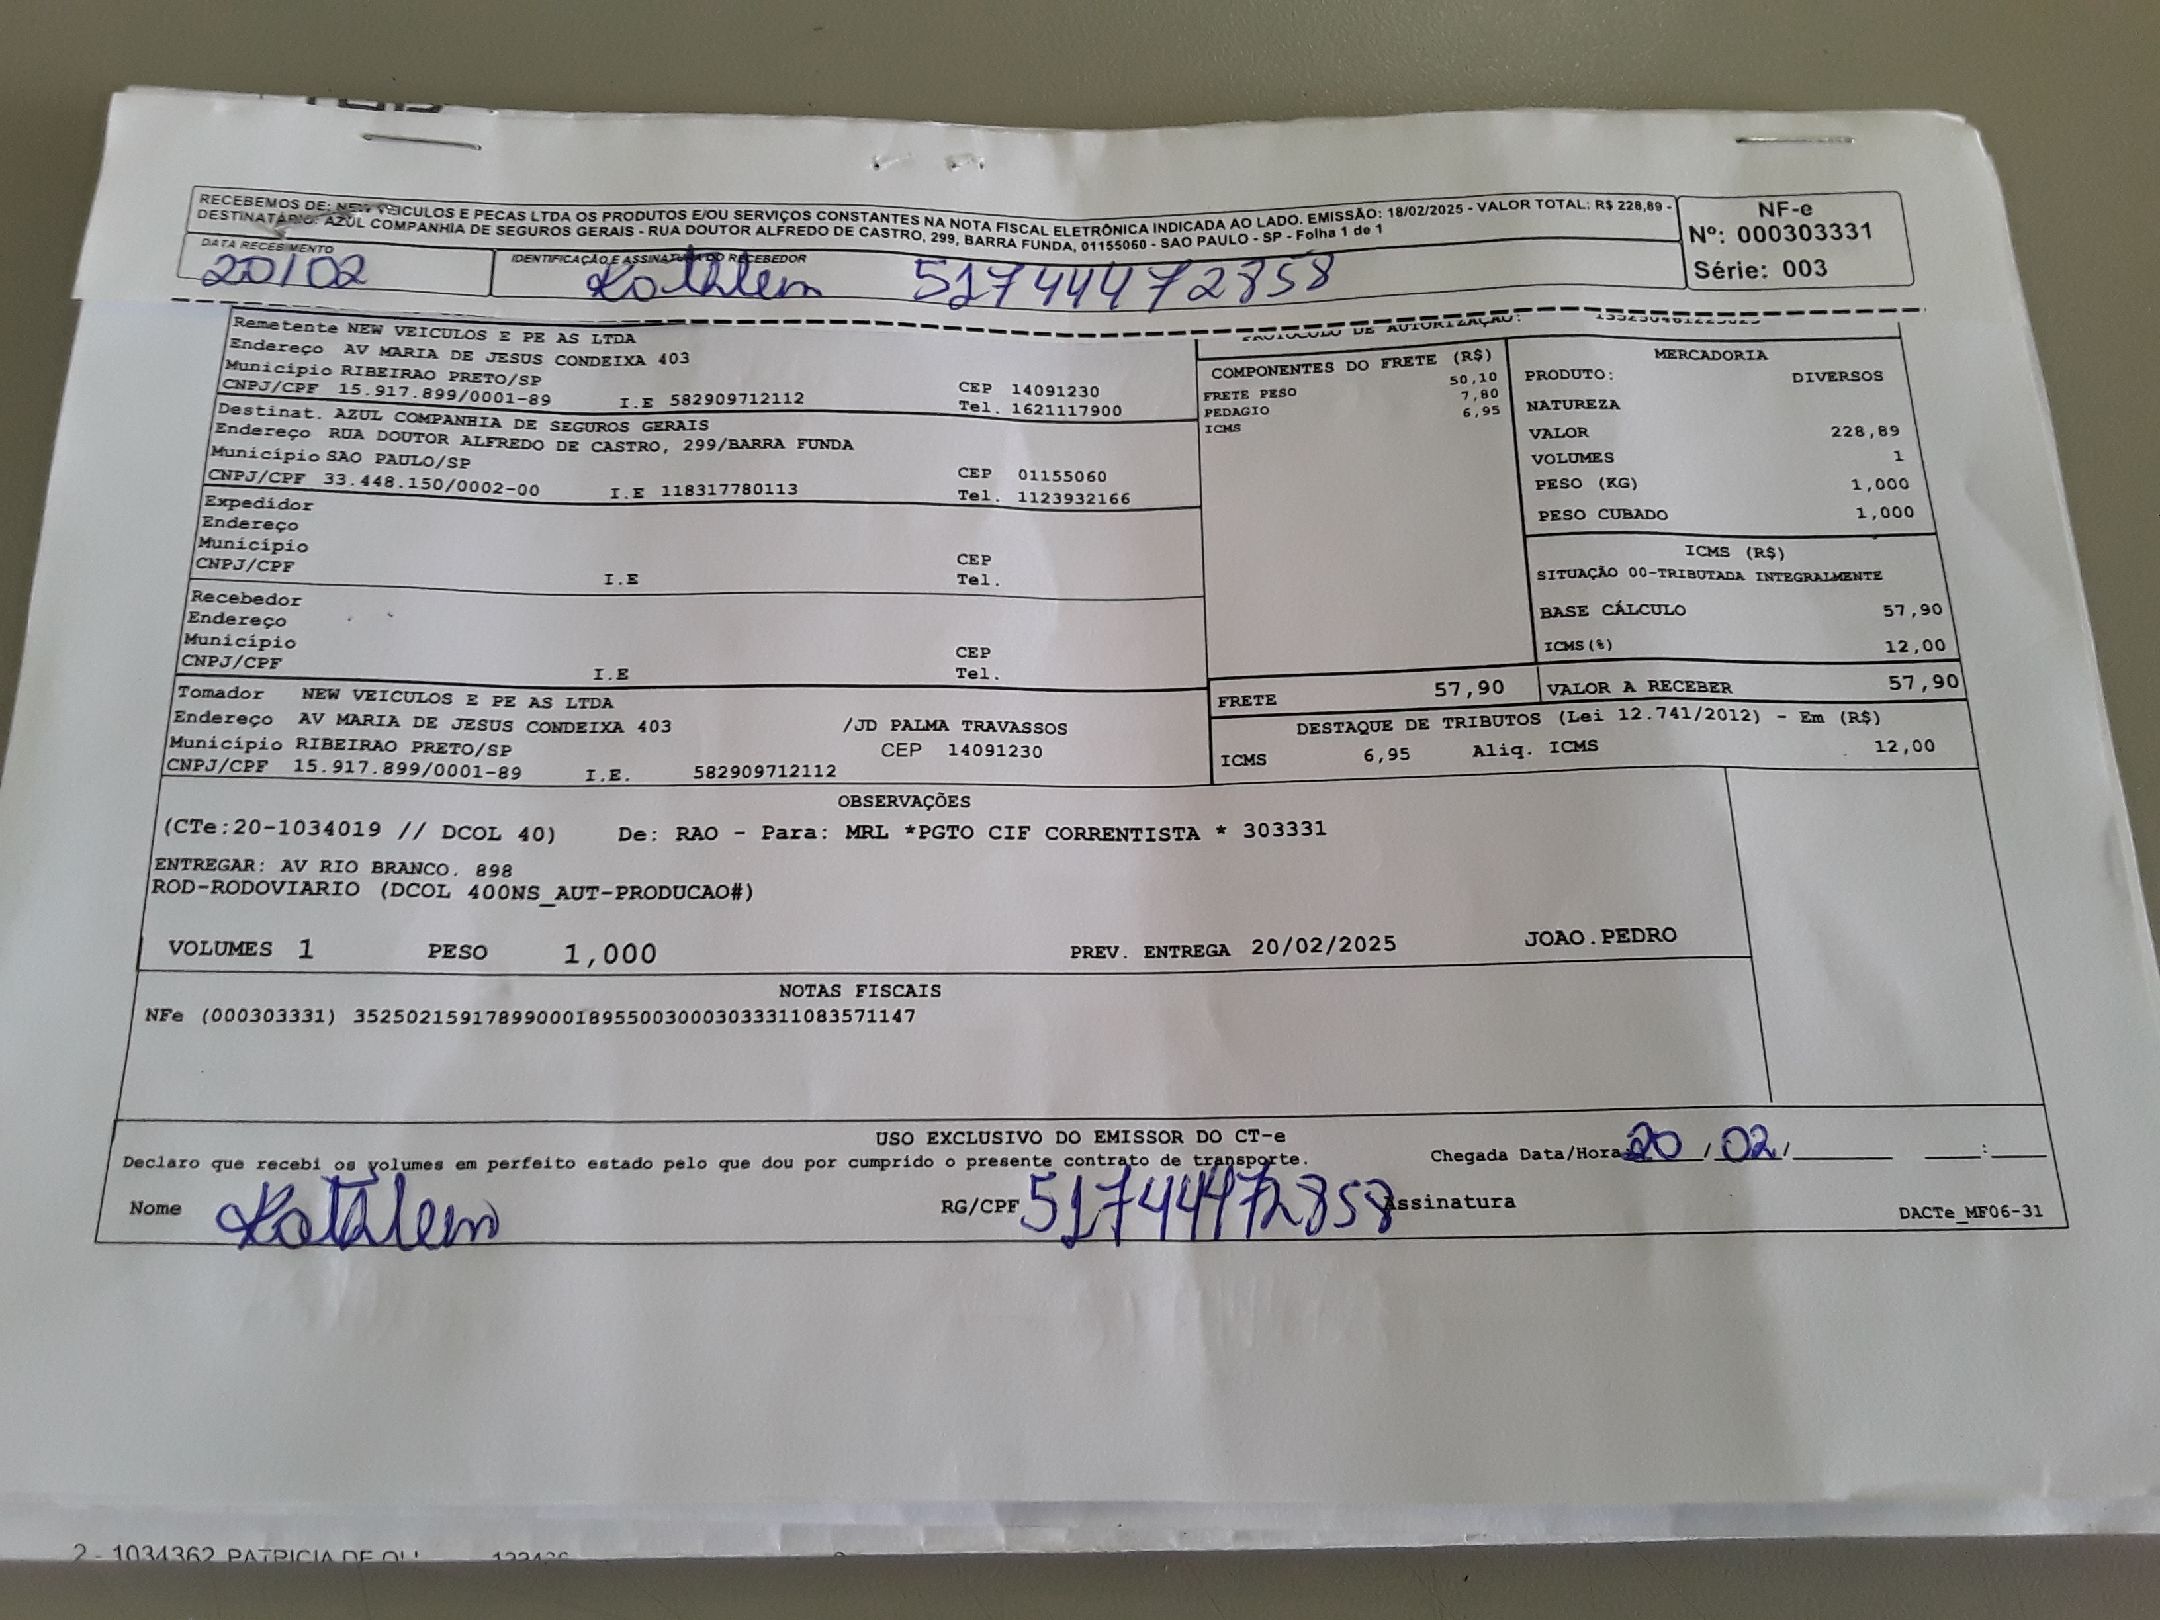 RECEBEMOS DE: NEW VEICULOS E PECAS LTDA OS PRODUTOS E/OU SERVIÇOS CONSTANTES NA NOTA FISCAL ELETRÔNICA INDICADA AO LADO. EMISSÃO: 18/02/2025 - VALOR TOTAL: R$ 228,89 -
DESTINATÁRIO: AZUL COMPANHIA DE SEGUROS GERAIS - RUA DOUTOR ALFREDO DE CASTRO, 299, BARRA FUNDA, 01155060 - SAO PAULO - SP - Folha 1 de 1
NF-e
Nº: 000303331
Série: 003
DATA RECEBIMENTO
20/02
IDENTIFICAÇÃO E ASSINATURA DO RECEBEDOR
Kathlem 51744472858
PROTOCOLO DE AUTORIZAÇÃO:
Remetente NEW VEICULOS E PE AS LTDA
Endereço AV MARIA DE JESUS CONDEIXA 403
Município RIBEIRAO PRETO/SP CEP 14091230
CNPJ/CPF 15.917.899/0001-89 I.E 582909712112 Tel. 1621117900
Destinat. AZUL COMPANHIA DE SEGUROS GERAIS
Endereço RUA DOUTOR ALFREDO DE CASTRO, 299/BARRA FUNDA
Município SAO PAULO/SP CEP 01155060
CNPJ/CPF 33.448.150/0002-00 I.E 118317780113 Tel. 1123932166
Expedidor
Endereço
Município CEP
CNPJ/CPF I.E Tel.
Recebedor
Endereço
Município CEP
CNPJ/CPF I.E Tel.
Tomador NEW VEICULOS E PE AS LTDA
Endereço AV MARIA DE JESUS CONDEIXA 403 /JD PALMA TRAVASSOS
Município RIBEIRAO PRETO/SP CEP 14091230
CNPJ/CPF 15.917.899/0001-89 I.E. 582909712112
COMPONENTES DO FRETE (R$)
FRETE PESO 50,10
PEDAGIO 7,80
ICMS 6,95
MERCADORIA
PRODUTO: DIVERSOS
NATUREZA
VALOR 228,89
VOLUMES 1
PESO (KG) 1,000
PESO CUBADO 1,000
ICMS (R$)
SITUAÇÃO 00-TRIBUTADA INTEGRALMENTE
BASE CÁLCULO 57,90
ICMS(%) 12,00
FRETE 57,90 VALOR A RECEBER 57,90
DESTAQUE DE TRIBUTOS (Lei 12.741/2012) - Em (R$)
ICMS 6,95 Aliq. ICMS 12,00
OBSERVAÇÕES
(CTe:20-1034019 // DCOL 40) De: RAO - Para: MRL *PGTO CIF CORRENTISTA * 303331
ENTREGAR: AV RIO BRANCO. 898
ROD-RODOVIARIO (DCOL 400NS_AUT-PRODUCAO#)
VOLUMES 1 PESO 1,000 PREV. ENTREGA 20/02/2025 JOAO.PEDRO
NOTAS FISCAIS
NFe (000303331) 35250215917899000189550030003033311083571147
USO EXCLUSIVO DO EMISSOR DO CT-e
Declaro que recebi os volumes em perfeito estado pelo que dou por cumprido o presente contrato de transporte. Chegada Data/Hora 20 / 02 / :
Nome Kathlem RG/CPF 51744472858 Assinatura
DACTe_MF06-31
2 - 1034362 PATRICIA DE